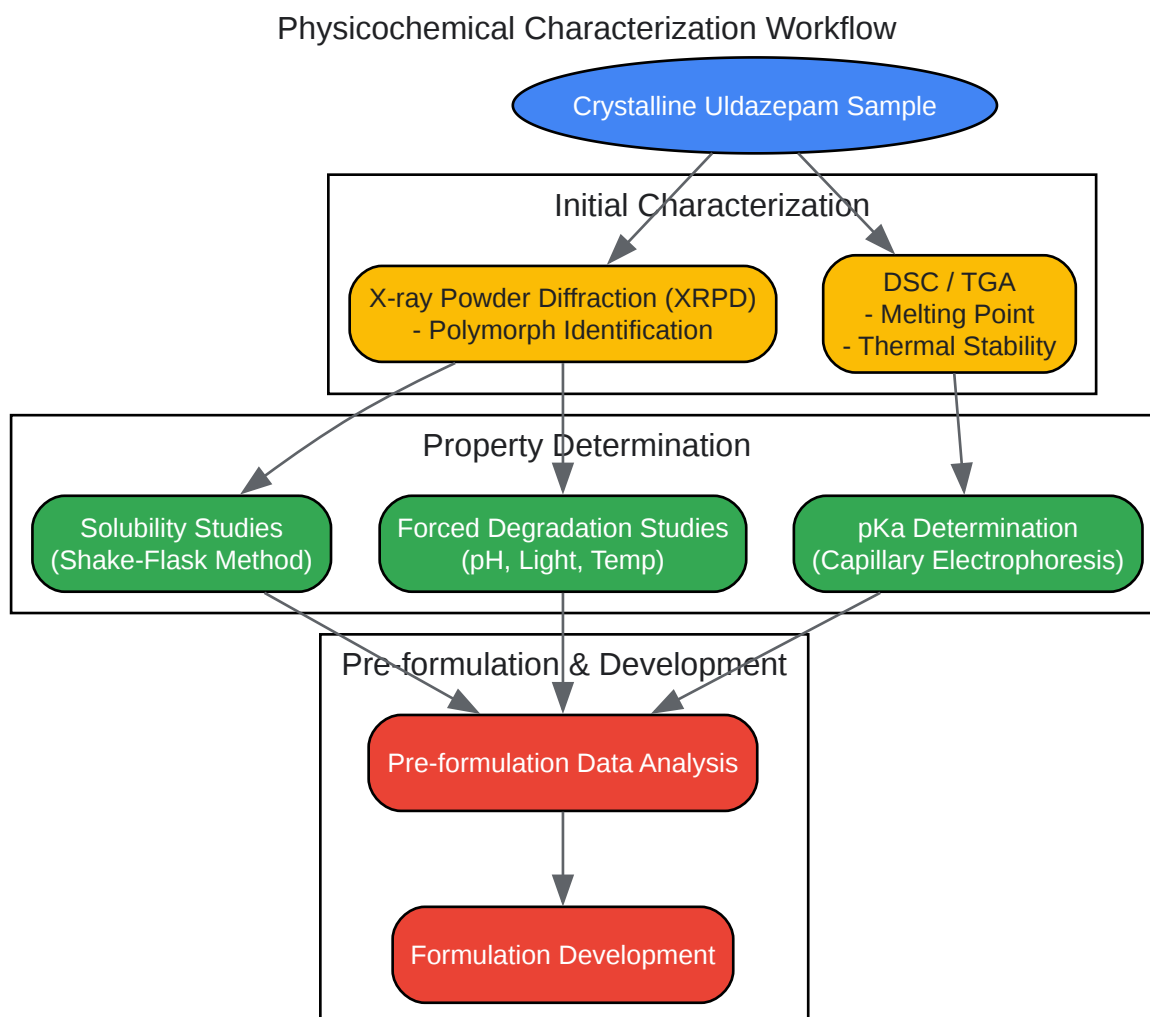 Physicochemical Characterization Workflow
Crystalline Uldazepam Sample
Initial Characterization
X-ray Powder Diffraction (XRPD)
- Polymorph Identification
DSC / TGA
- Melting Point
- Thermal Stability
Property Determination
Solubility Studies
(Shake-Flask Method)
Forced Degradation Studies
(pH, Light, Temp)
pKa Determination
(Capillary Electrophoresis)
Pre-formulation & Development
Pre-formulation Data Analysis
Formulation Development